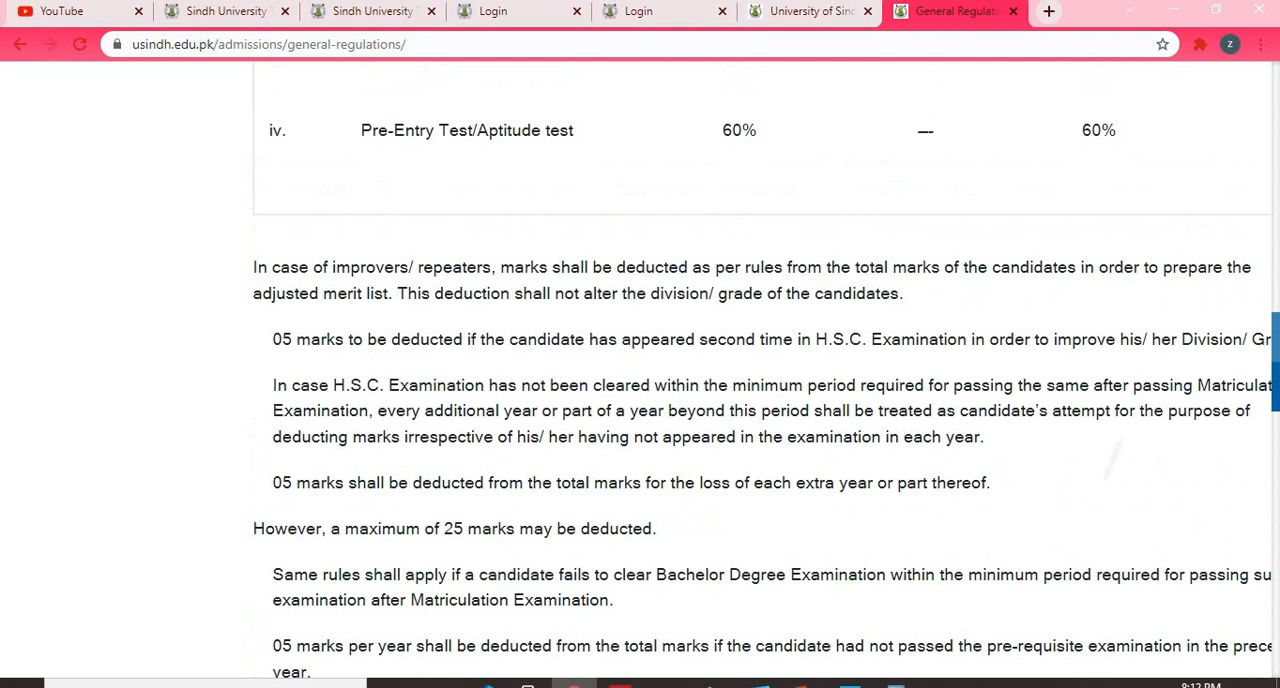 YouTube
Sindh University
Sindh University
Login
Login
University of Sind
General Regulati
usindh.edu.pk/admissions/general-regulations/
Z
iv. Pre-Entry Test/Aptitude test 60% --- 60%
In case of improvers/ repeaters, marks shall be deducted as per rules from the total marks of the candidates in order to prepare the
adjusted merit list. This deduction shall not alter the division/ grade of the candidates.
05 marks to be deducted if the candidate has appeared second time in H.S.C. Examination in order to improve his/ her Division/ Gr
In case H.S.C. Examination has not been cleared within the minimum period required for passing the same after passing Matriculat
Examination, every additional year or part of a year beyond this period shall be treated as candidate's attempt for the purpose of
deducting marks irrespective of his/ her having not appeared in the examination in each year.
05 marks shall be deducted from the total marks for the loss of each extra year or part thereof.
However, a maximum of 25 marks may be deducted.
Same rules shall apply if a candidate fails to clear Bachelor Degree Examination within the minimum period required for passing su
examination after Matriculation Examination.
05 marks per year shall be deducted from the total marks if the candidate had not passed the pre-requisite examination in the prece
year.
8:12 PM